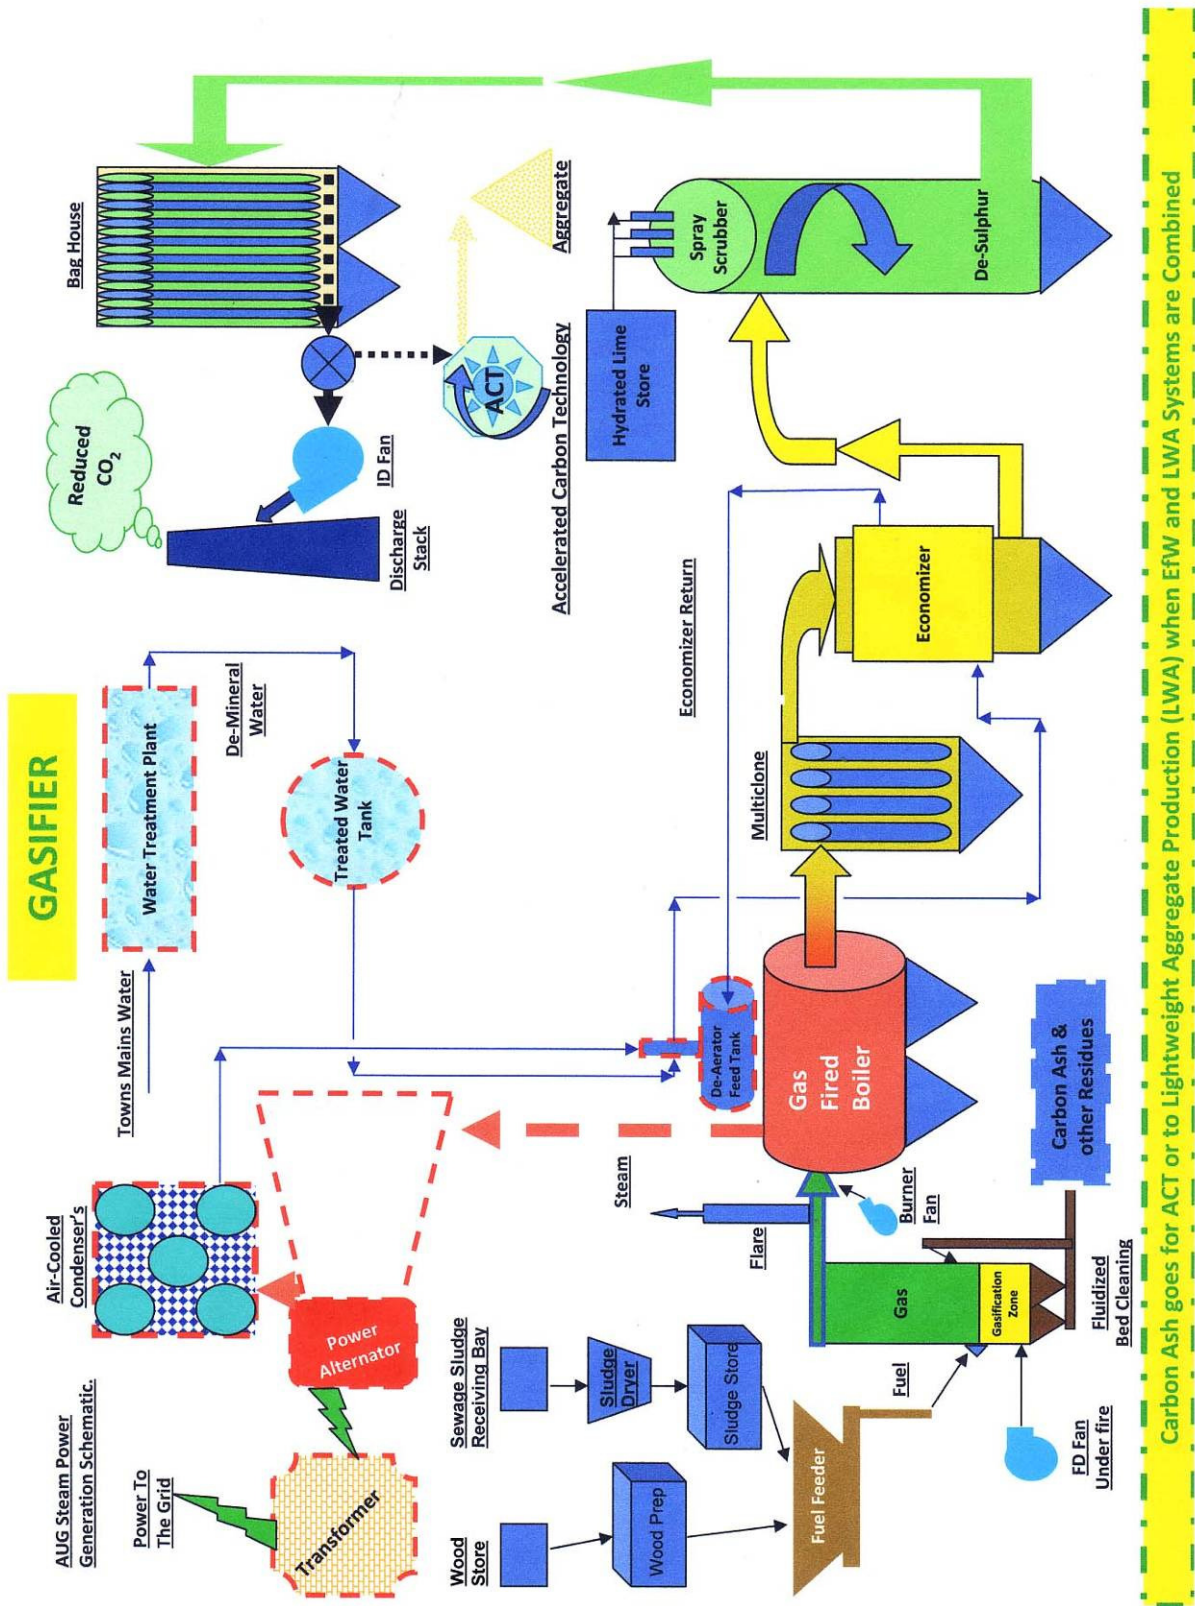 GASIFIER
AUG Steam Power
Generation Schematic.
Power To
The Grid
Transformer
Power
Alternator
Air-Cooled
Condenser's
Towns Mains Water
Water Treatment Plant
De-Mineral
Water
Treated Water
Tank
Reduced
CO2
Discharge
Stack
ID Fan
Bag House
ACT
Accelerated Carbon Technology
Aggregate
Wood
Store
Wood Prep
Sewage Sludge
Receiving Bay
Sludge
Dryer
Sludge Store
Fuel Feeder
Fuel
FD Fan
Under fire
Gas
Gasification
Zone
Fluidized
Bed Cleaning
Flare
Steam
Burner
Fan
Carbon Ash &
other Residues
Gas
Fired
Boiler
De-Aerator
Feed Tank
Multiclone
Economizer Return
Economizer
Hydrated Lime
Store
Spray
Scrubber
De-Sulphur
Carbon Ash goes for ACT or to Lightweight Aggregate Production (LWA) when EfW and LWA Systems are Combined